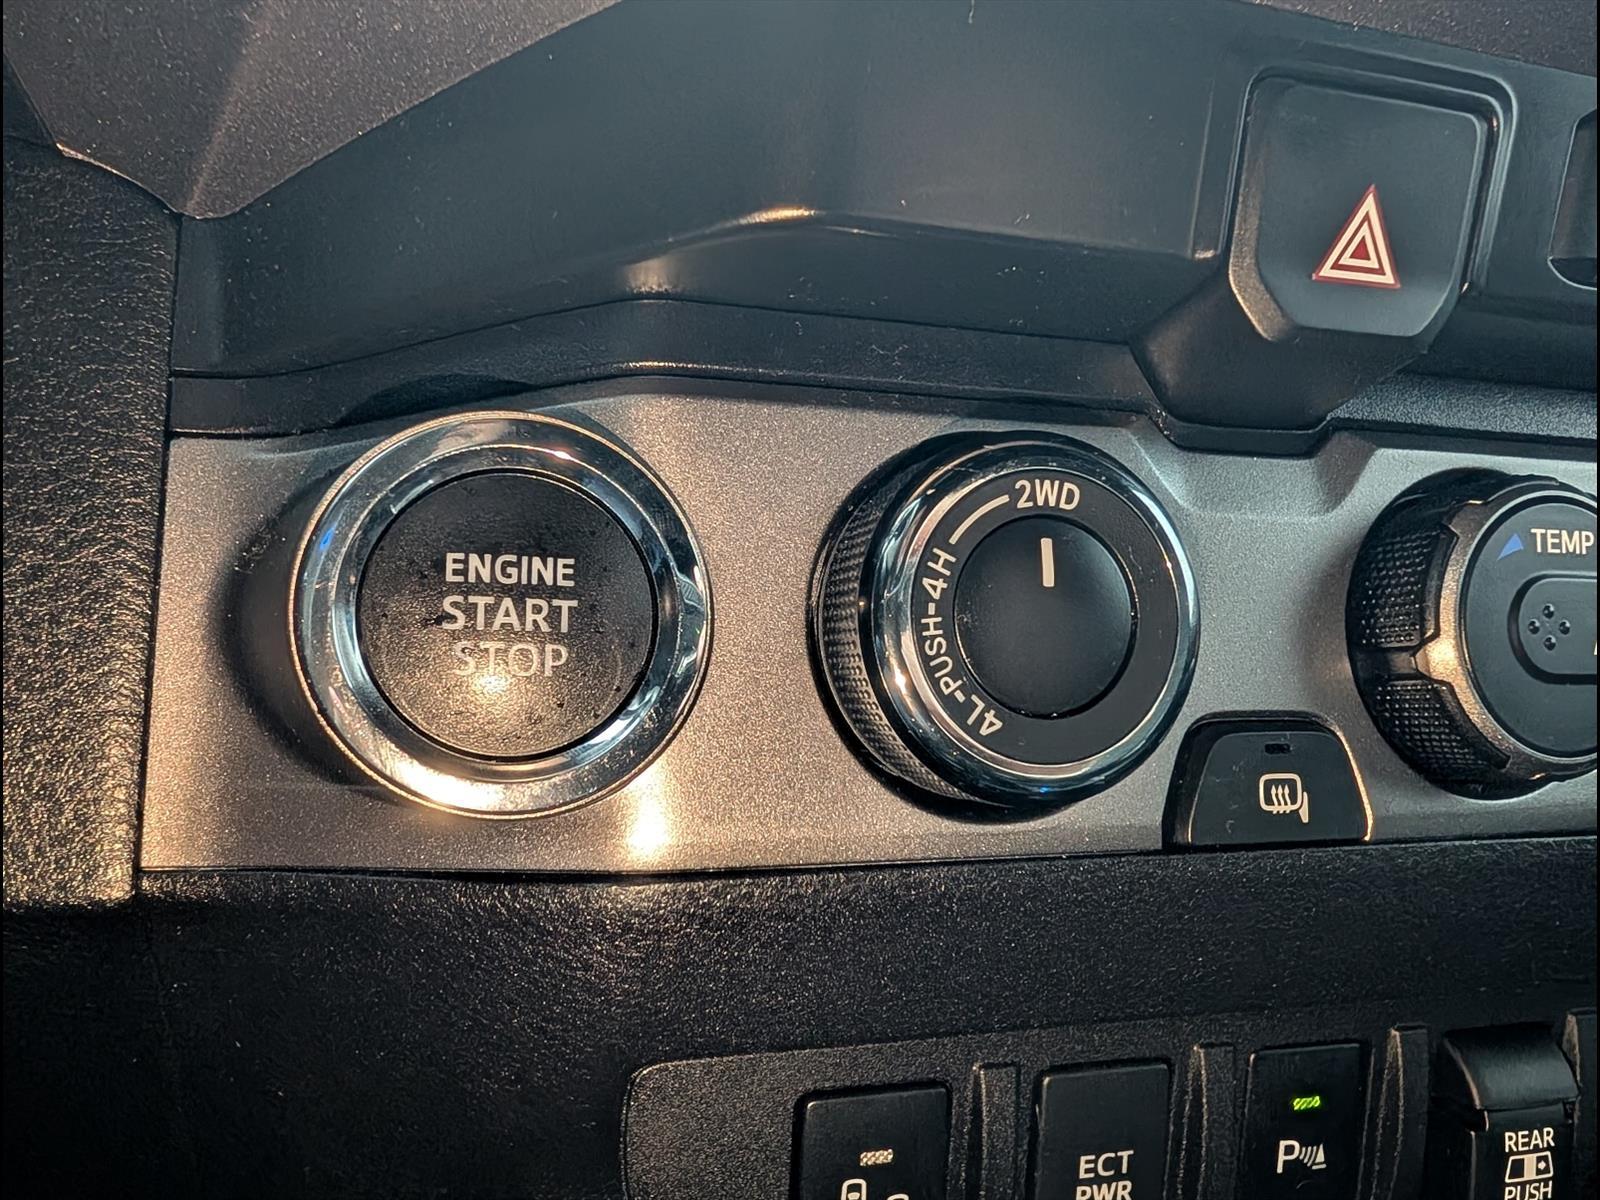 ENGINE
START
STOP
2WD
4L-PUSH-4H
TEMP
ECT
PWR
P
REAR
PUSH